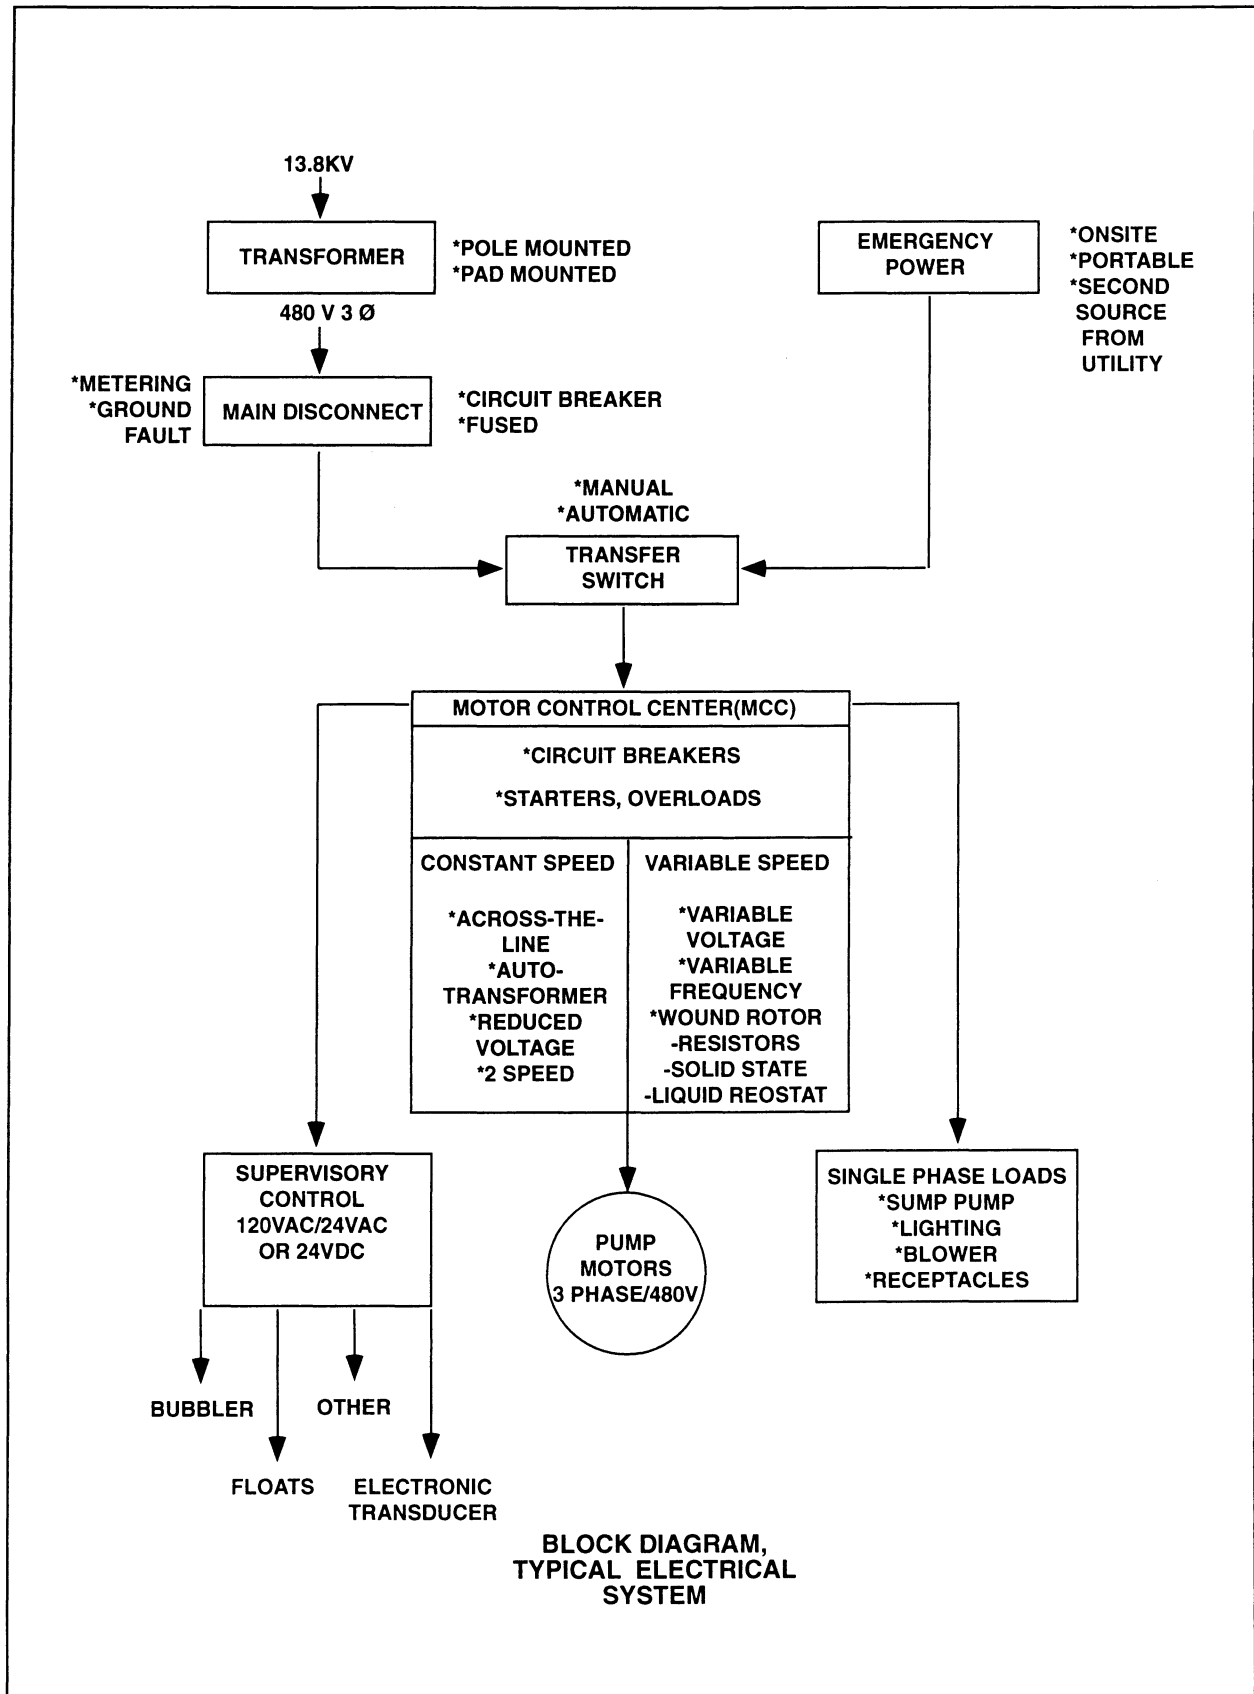 13.8KV
TRANSFORMER
*POLE MOUNTED
*PAD MOUNTED
480 V 3 Ø
EMERGENCY
POWER
*ONSITE
*PORTABLE
*SECOND
SOURCE
FROM
UTILITY
*METERING
*GROUND
FAULT
MAIN DISCONNECT
*CIRCUIT BREAKER
*FUSED
*MANUAL
*AUTOMATIC
TRANSFER
SWITCH
MOTOR CONTROL CENTER(MCC)
*CIRCUIT BREAKERS
*STARTERS, OVERLOADS
CONSTANT SPEED
*ACROSS-THE-
LINE
*AUTO-
TRANSFORMER
*REDUCED
VOLTAGE
*2 SPEED
VARIABLE SPEED
*VARIABLE
VOLTAGE
*VARIABLE
FREQUENCY
*WOUND ROTOR
-RESISTORS
-SOLID STATE
-LIQUID REOSTAT
SUPERVISORY
CONTROL
120VAC/24VAC
OR 24VDC
PUMP
MOTORS
3 PHASE/480V
SINGLE PHASE LOADS
*SUMP PUMP
*LIGHTING
*BLOWER
*RECEPTACLES
BUBBLER
OTHER
FLOATS
ELECTRONIC
TRANSDUCER
BLOCK DIAGRAM,
TYPICAL ELECTRICAL
SYSTEM